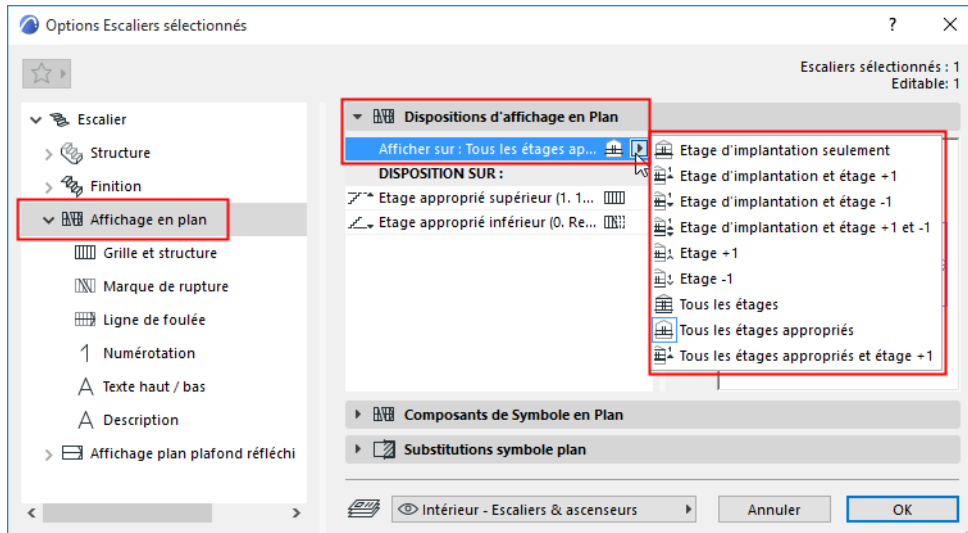 Options Escaliers sélectionnés
?
Escaliers sélectionnés : 1
Editable: 1
Escalier
Structure
Finition
Affichage en plan
Grille et structure
Marque de rupture
Ligne de foulée
1 Numérotation
A Texte haut / bas
A Description
Affichage plan plafond réfléchi
Dispositions d'affichage en Plan
Afficher sur : Tous les étages ap...
DISPOSITION SUR :
Etage approprié supérieur (1. 1...
Etage approprié inférieur (0. Re...
Etage d'implantation seulement
Etage d'implantation et étage +1
Etage d'implantation et étage -1
Etage d'implantation et étage +1 et -1
Etage +1
Etage -1
Tous les étages
Tous les étages appropriés
Tous les étages appropriés et étage +1
Composants de Symbole en Plan
Substitutions symbole plan
Intérieur - Escaliers & ascenseurs
Annuler
OK